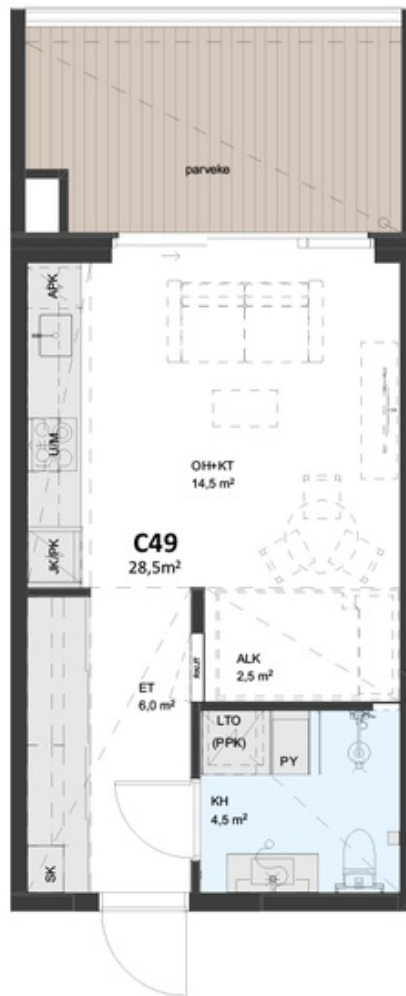 parveke
APK
U/M
OH+KT
14,5 m²
C49
28,5m²
JK/PK
ALK
2,5 m²
ET
6,0 m²
LTO
(PPK)
PY
KH
4,5 m²
SK